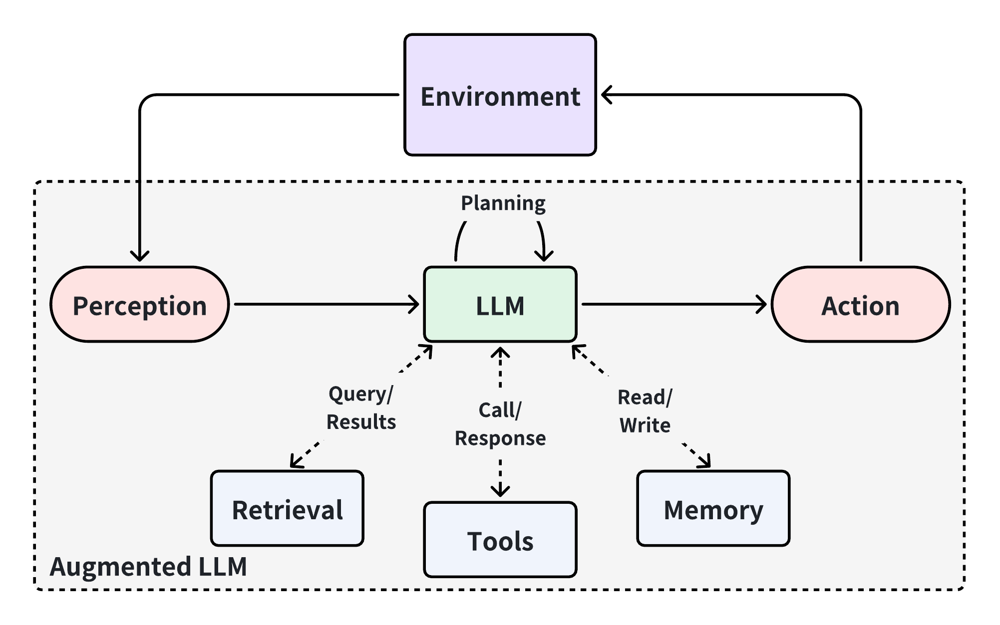 Environment
Planning
Perception
LLM
Action
Query/
Results
Call/
Response
Read/
Write
Retrieval
Tools
Memory
Augmented LLM